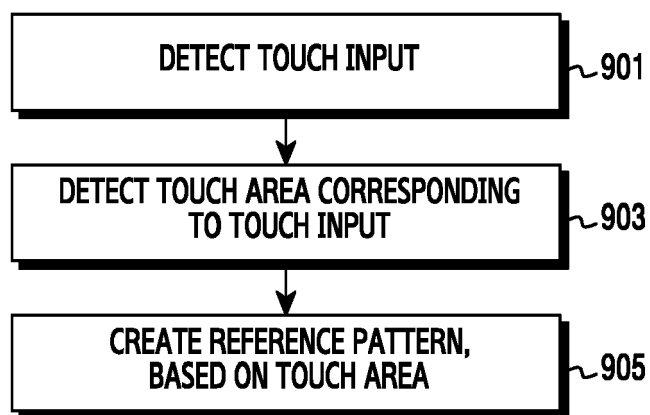 DETECT TOUCH INPUT
901
DETECT TOUCH AREA CORRESPONDING
TO TOUCH INPUT
903
CREATE REFERENCE PATTERN,
BASED ON TOUCH AREA
905